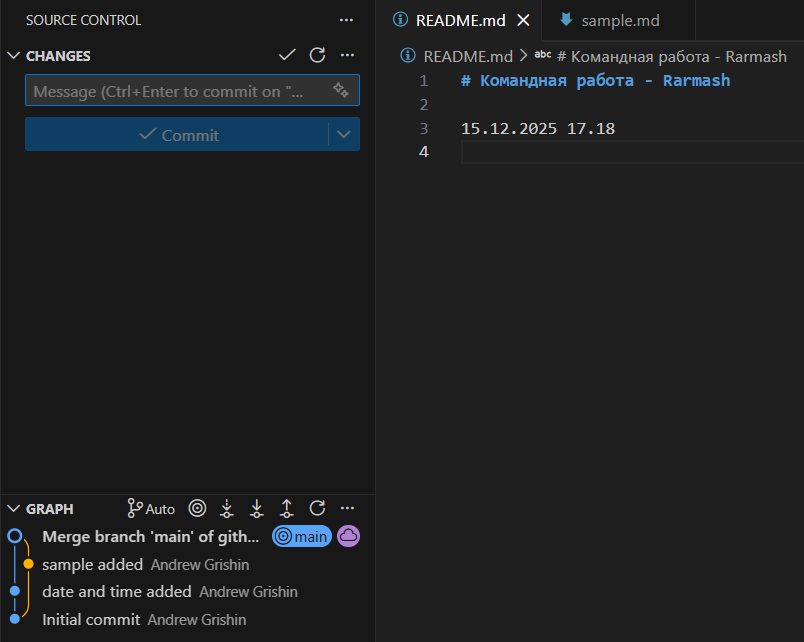 SOURCE CONTROL
CHANGES
Message (Ctrl+Enter to commit on "...
Commit
GRAPH
Auto
Merge branch 'main' of gith... main
sample added Andrew Grishin
date and time added Andrew Grishin
Initial commit Andrew Grishin
README.md sample.md
README.md > abc # Командная работа - Rarmash
1 # Командная работа - Rarmash
2
3 15.12.2025 17.18
4